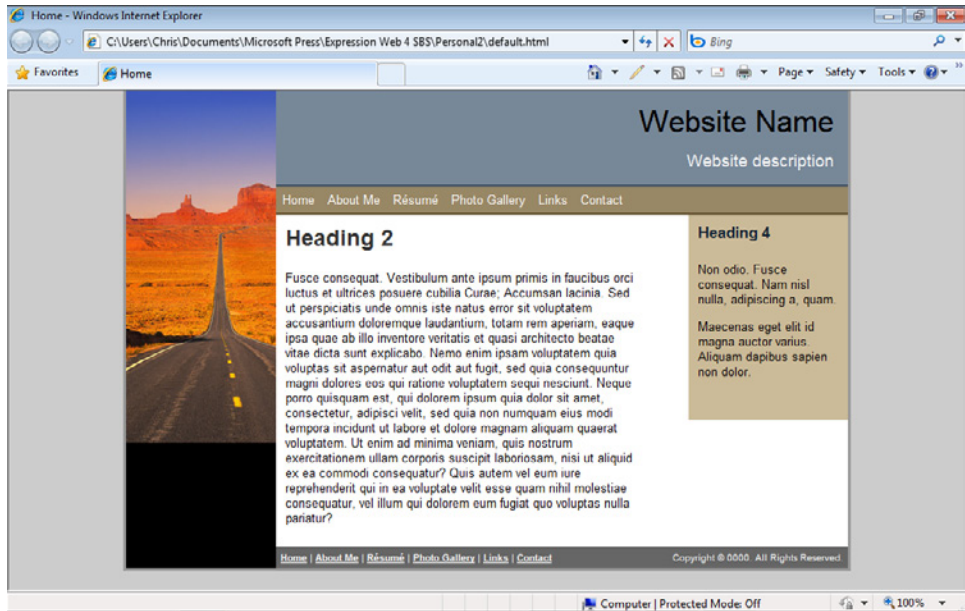 Home - Windows Internet Explorer
C:\Users\Chris\Documents\Microsoft Press\Expression Web 4 SBS\Personal2\default.html
Bing
Favorites
Home
Page
Safety
Tools
Website Name
Website description
Home About Me Résumé Photo Gallery Links Contact
Heading 2
Fusce consequat. Vestibulum ante ipsum primis in faucibus orci
luctus et ultrices posuere cubilia Curae; Accumsan lacinia. Sed
ut perspiciatis unde omnis iste natus error sit voluptatem
accusantium doloremque laudantium, totam rem aperiam, eaque
ipsa quae ab illo inventore veritatis et quasi architecto beatae
vitae dicta sunt explicabo. Nemo enim ipsam voluptatem quia
voluptas sit aspernatur aut odit aut fugit, sed quia consequuntur
magni dolores eos qui ratione voluptatem sequi nesciunt. Neque
porro quisquam est, qui dolorem ipsum quia dolor sit amet,
consectetur, adipisci velit, sed quia non numquam eius modi
tempora incidunt ut labore et dolore magnam aliquam quaerat
voluptatem. Ut enim ad minima veniam, quis nostrum
exercitationem ullam corporis suscipit laboriosam, nisi ut aliquid
ex ea commodi consequatur? Quis autem vel eum iure
reprehenderit qui in ea voluptate velit esse quam nihil molestiae
consequatur, vel illum qui dolorem eum fugiat quo voluptas nulla
pariatur?
Heading 4
Non odio. Fusce
consequat. Nam nisl
nulla, adipiscing a, quam.
Maecenas eget elit id
magna auctor varius.
Aliquam dapibus sapien
non dolor.
Home | About Me | Résumé | Photo Gallery | Links | Contact
Copyright © 0000. All Rights Reserved.
Computer | Protected Mode: Off
100%